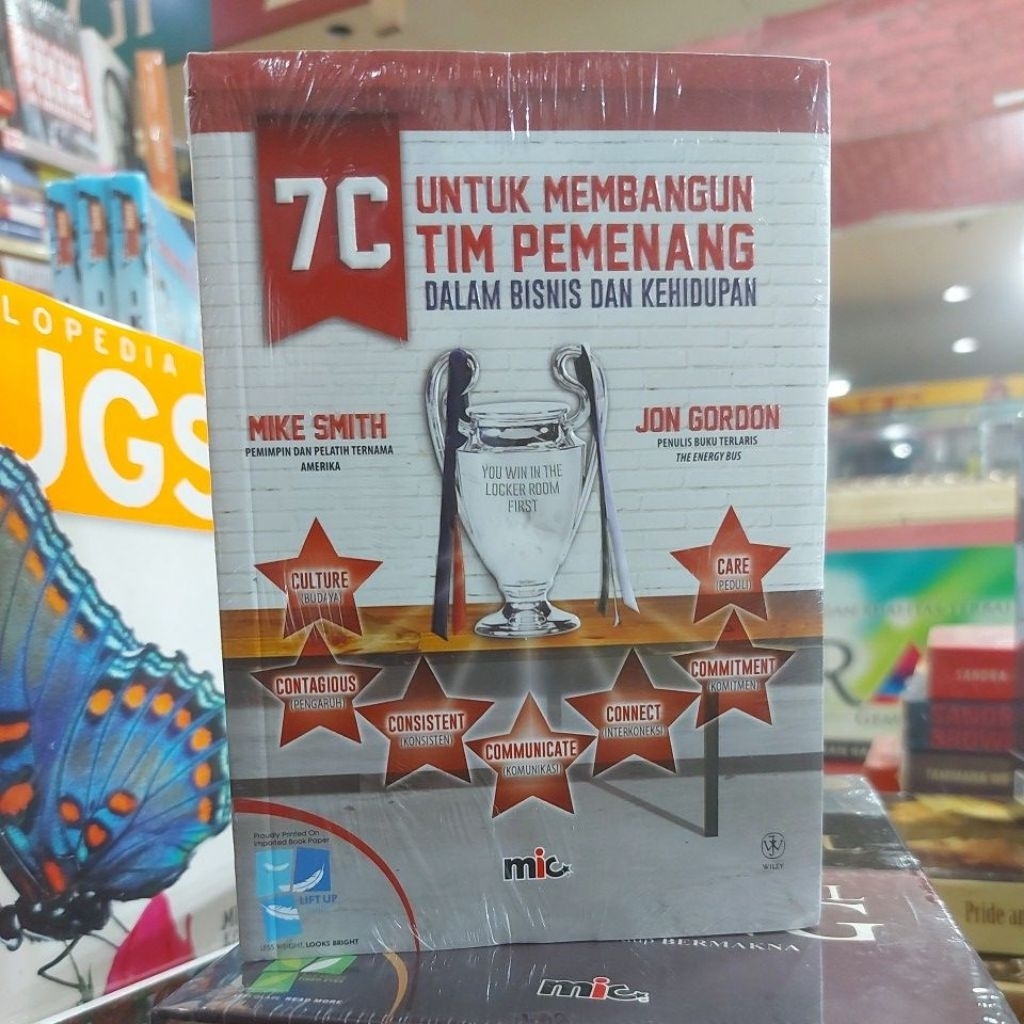 7C
UNTUK MEMBANGUN
TIM PEMENANG
DALAM BISNIS DAN KEHIDUPAN
MIKE SMITH
PEMIMPIN DAN PELATIH TERNAMA
AMERIKA
JON GORDON
PENULIS BUKU TERLARIS
THE ENERGY BUS
YOU WIN IN THE
LOCKER ROOM
FIRST
CULTURE
(BUDAYA)
CARE
(PEDULI)
CONTAGIOUS
(PENGARUH)
COMMITMENT
(KOMITMEN)
CONSISTENT
(KONSISTEN)
CONNECT
(INTERKONEKSI)
COMMUNICATE
(KOMUNIKASI)
Proudly Printed On
Imported Book Paper
LIFT UP
LESS WEIGHT, LOOKS BRIGHT
mic
WILEY
LOPEDIA
UGS
SANDRA
Pride
BERMAKNA
mic
READ MORE